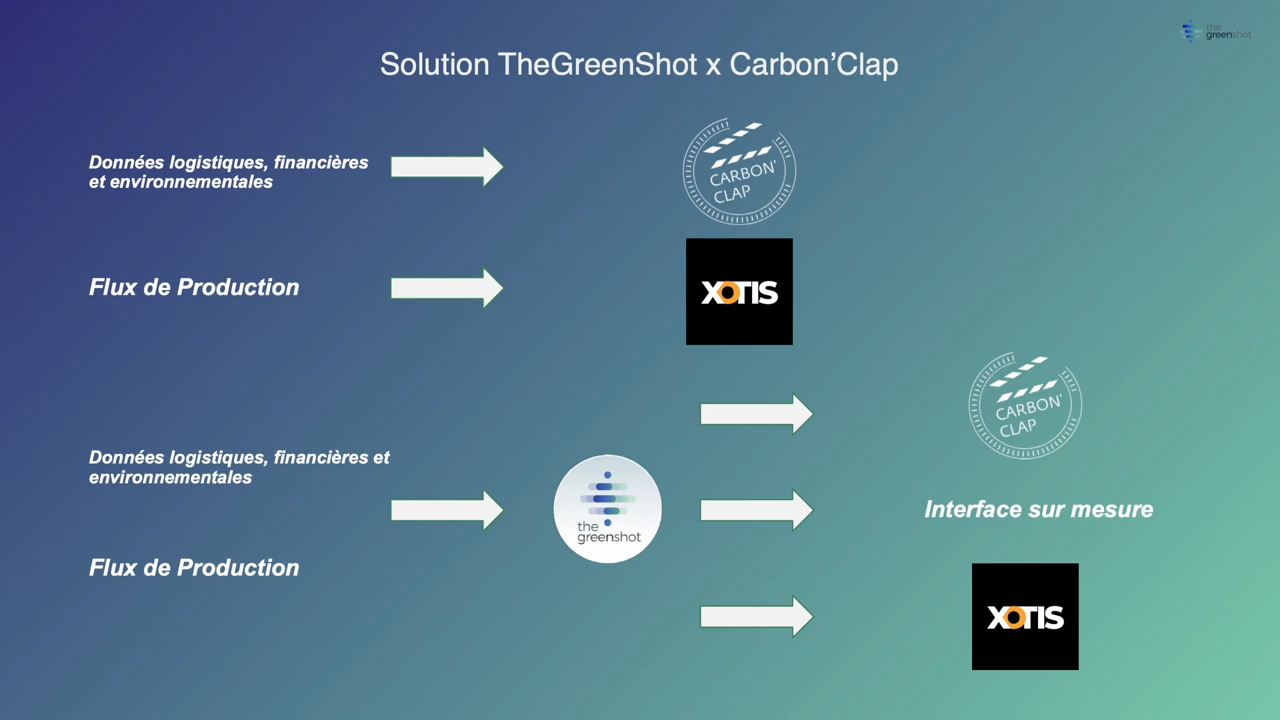 the
greenshot
Solution TheGreenShot x Carbon’Clap
Données logistiques, financières
et environnementales
CARBON’
CLAP
Flux de Production
XOTIS
CARBON’
CLAP
Données logistiques, financières et
environnementales
the
greenshot
Interface sur mesure
Flux de Production
XOTIS